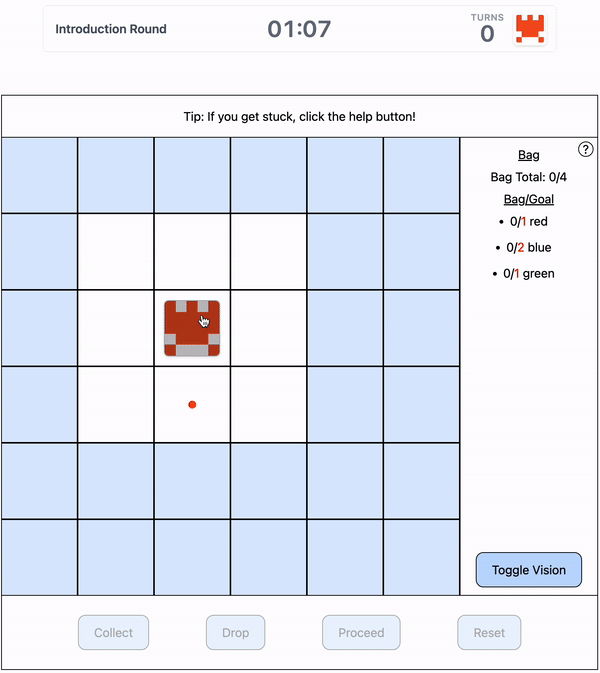 Introduction Round
01:07
TURNS
0
Tip: If you get stuck, click the help button!
?
Bag
Bag Total: 0/4
Bag/Goal
• 0/1 red
• 0/2 blue
• 0/1 green
Toggle Vision
Collect
Drop
Proceed
Reset